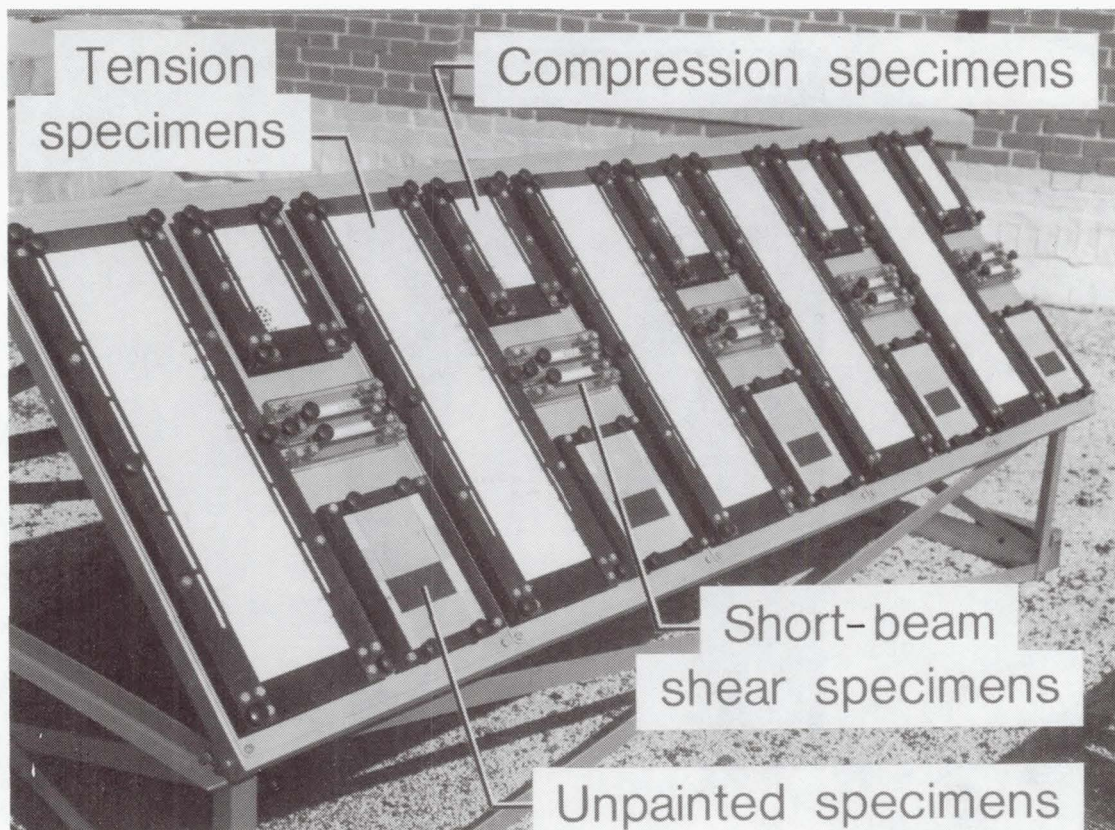 Tension
specimens
Compression specimens
Short-beam
shear specimens
Unpainted specimens